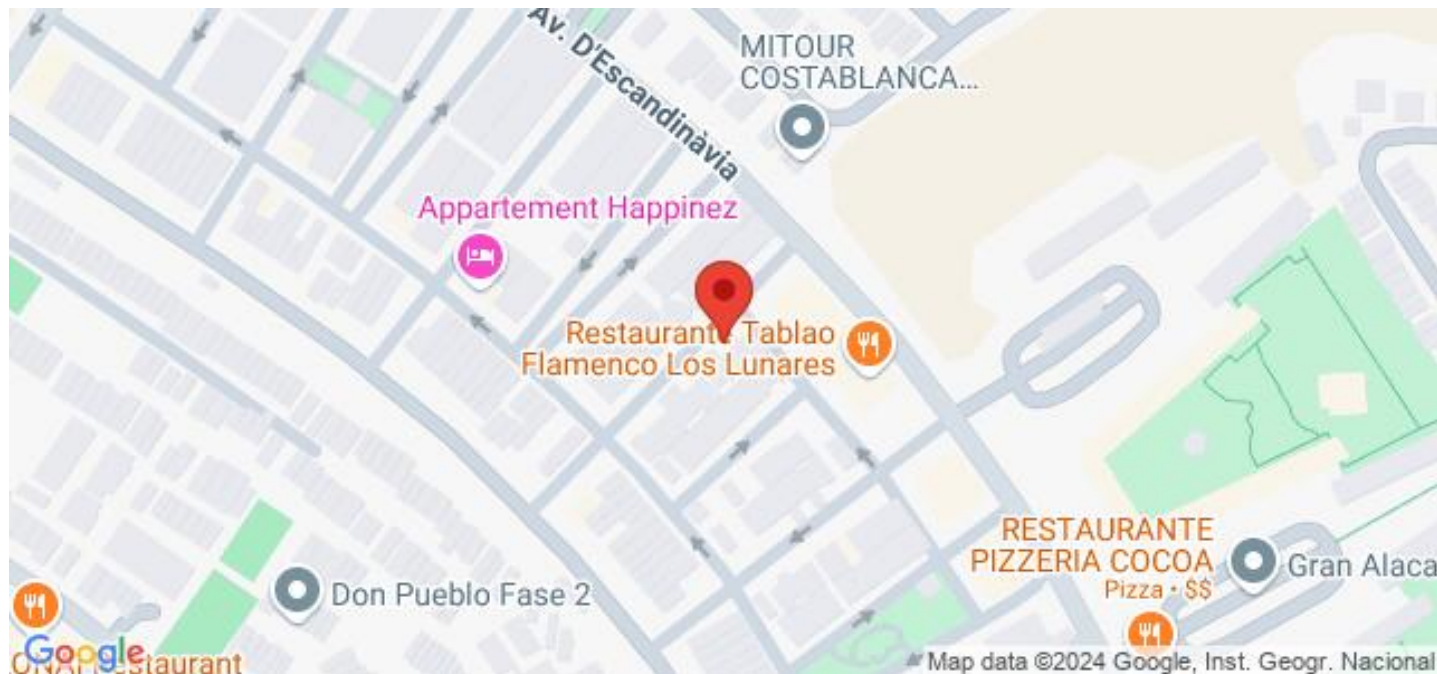 Av. D'Escandinàvia
MITOUR
COSTABLANCA...
Appartement Happinez
Restaurante Tablao
Flamenco Los Lunares
RESTAURANTE
PIZZERIA COCOA
Pizza • $$
Gran Alaca
Don Pueblo Fase 2
Google
Restaurant
Map data ©2024 Google, Inst. Geogr. Nacional